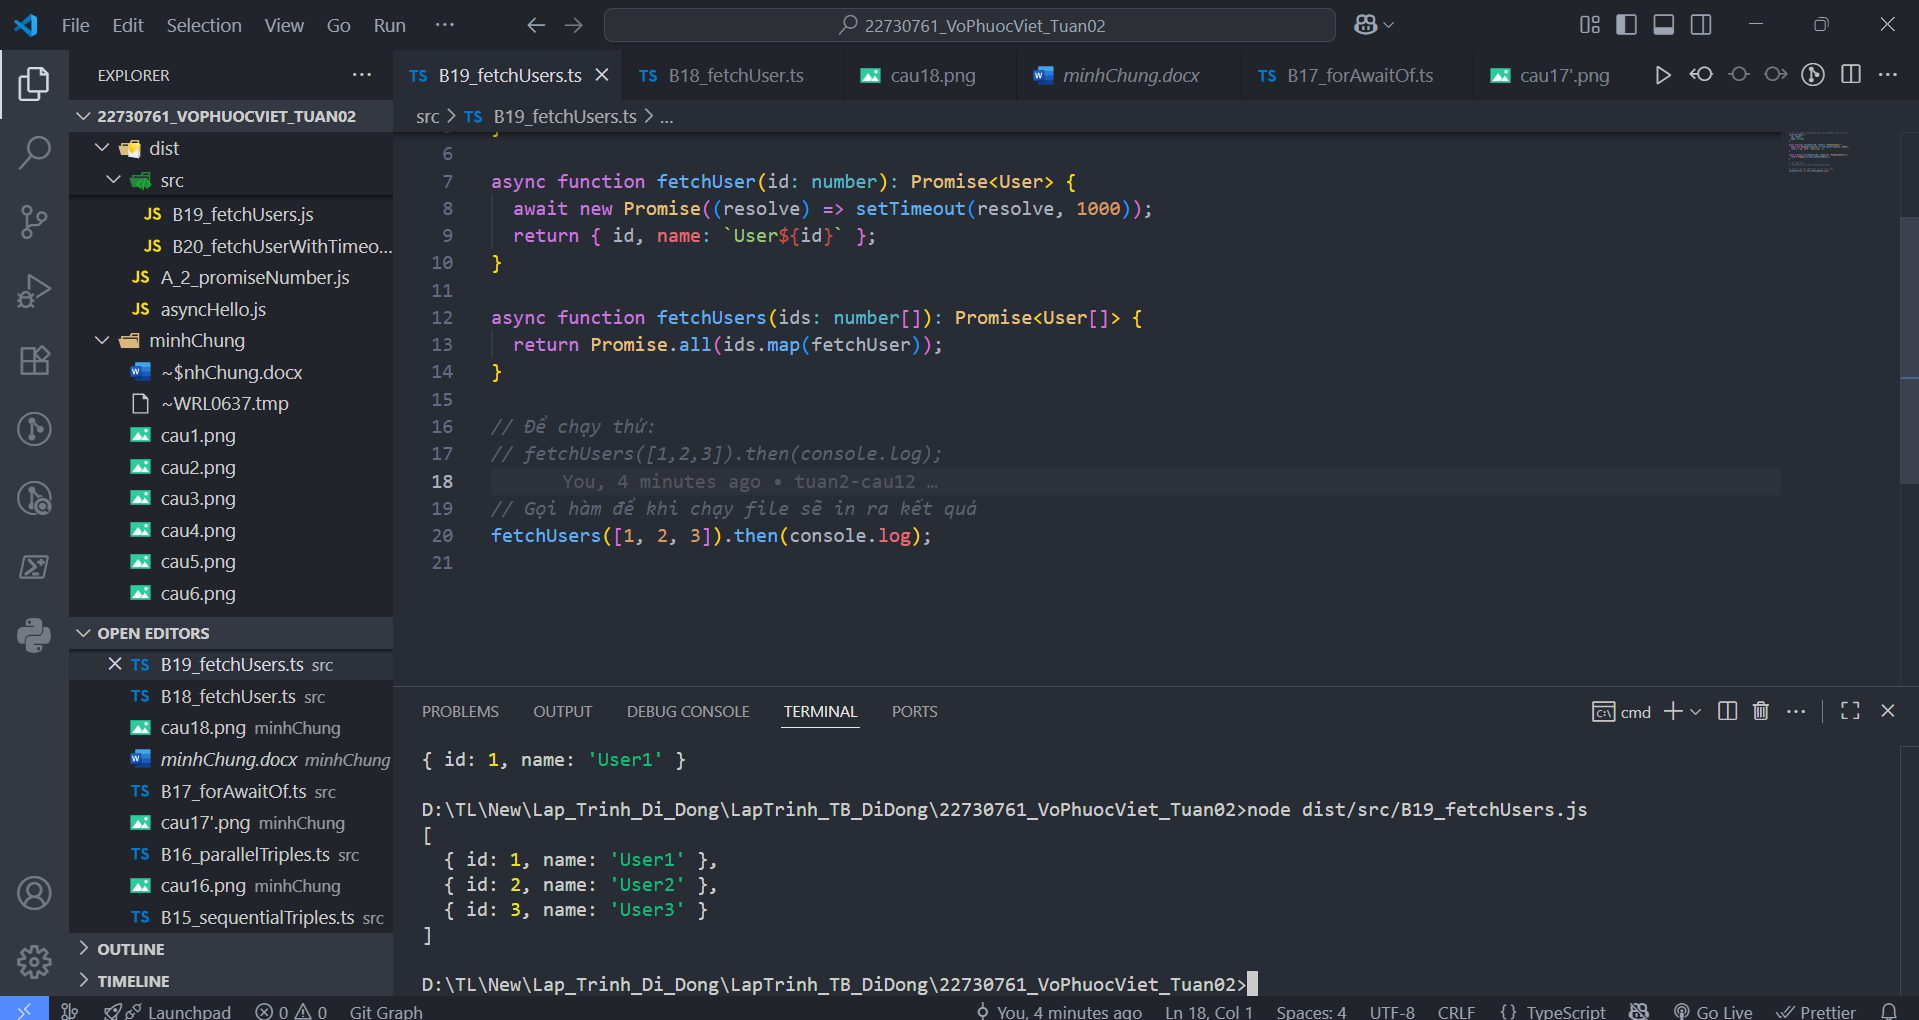 File Edit Selection View Go Run ··· 22730761_VoPhuocViet_Tuan02
EXPLORER ···
22730761_VOPHUOCVIET_TUAN02
dist
src
JS B19_fetchUsers.js
JS B20_fetchUserWithTimeo...
JS A_2_promiseNumber.js
JS asyncHello.js
minhChung
~$nhChung.docx
~WRL0637.tmp
cau1.png
cau2.png
cau3.png
cau4.png
cau5.png
cau6.png
OPEN EDITORS
TS B19_fetchUsers.ts src
TS B18_fetchUser.ts src
cau18.png minhChung
minhChung.docx minhChung
TS B17_forAwaitOf.ts src
cau17'.png minhChung
TS B16_parallelTriples.ts src
cau16.png minhChung
TS B15_sequentialTriples.ts src
OUTLINE
TIMELINE
TS B19_fetchUsers.ts TS B18_fetchUser.ts cau18.png minhChung.docx TS B17_forAwaitOf.ts cau17'.png
src > TS B19_fetchUsers.ts > ...
6
7 async function fetchUser(id: number): Promise<User> {
8 await new Promise((resolve) => setTimeout(resolve, 1000));
9 return { id, name: `User${id}` };
10 }
11
12 async function fetchUsers(ids: number[]): Promise<User[]> {
13 return Promise.all(ids.map(fetchUser));
14 }
15
16 // Để chạy thử:
17 // fetchUsers([1,2,3]).then(console.log);
18 You, 4 minutes ago • tuan2-cau12 …
19 // Gọi hàm để khi chạy file sẽ in ra kết quả
20 fetchUsers([1, 2, 3]).then(console.log);
21
PROBLEMS OUTPUT DEBUG CONSOLE TERMINAL PORTS cmd
{ id: 1, name: 'User1' }
D:\TL\New\Lap_Trinh_Di_Dong\LapTrinh_TB_DiDong\22730761_VoPhuocViet_Tuan02>node dist/src/B19_fetchUsers.js
[
{ id: 1, name: 'User1' },
{ id: 2, name: 'User2' },
{ id: 3, name: 'User3' }
]
D:\TL\New\Lap_Trinh_Di_Dong\LapTrinh_TB_DiDong\22730761_VoPhuocViet_Tuan02>
Launchpad 0 0 Git Graph You, 4 minutes ago Ln 18, Col 1 Spaces: 4 UTF-8 CRLF {} TypeScript Go Live Prettier